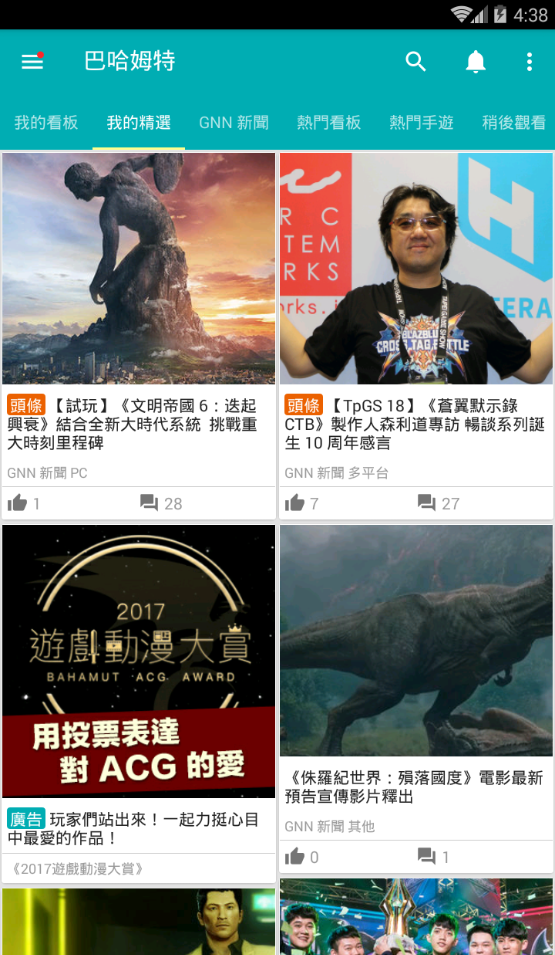 4:38
巴哈姆特
我的看板
我的精選
GNN 新聞
熱門看板
熱門手遊
稍後觀看
RC
TEM
RKS
orks.j
TERA
BLAZBLUE
CROSS TAG BATTLE
頭條【試玩】《文明帝國 6：迭起
興衰》結合全新大時代系統 挑戰重
大時刻里程碑
GNN 新聞 PC
1
28
頭條【TpGS 18】《蒼翼默示錄
CTB》製作人森利道專訪 暢談系列誕
生 10 周年感言
GNN 新聞 多平台
7
27
2017
遊戲動漫大賞
BAHAMUT ACG AWARD
用投票表達
對 ACG 的愛
廣告 玩家們站出來！一起力挺心目
中最愛的作品！
《2017遊戲動漫大賞》
《侏羅紀世界：殞落國度》電影最新
預告宣傳影片釋出
GNN 新聞 其他
0
1